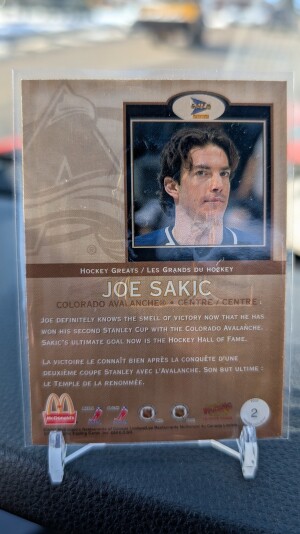 HOCKEY GREATS / LES GRANDS DU HOCKEY
JOE SAKIC
COLORADO AVALANCHE® • CENTRE / CENTRE
JOE DEFINITELY KNOWS THE SMELL OF VICTORY NOW THAT HE HAS
WON HIS SECOND STANLEY CUP WITH THE COLORADO AVALANCHE.
SAKIC'S ULTIMATE GOAL NOW IS THE HOCKEY HALL OF FAME.
LA VICTOIRE LE CONNAÎT BIEN APRÈS LA CONQUÊTE D'UNE
DEUXIÈME COUPE STANLEY AVEC L'AVALANCHE. SON BUT ULTIME :
LE TEMPLE DE LA RENOMMÉE.
McDonald's
2